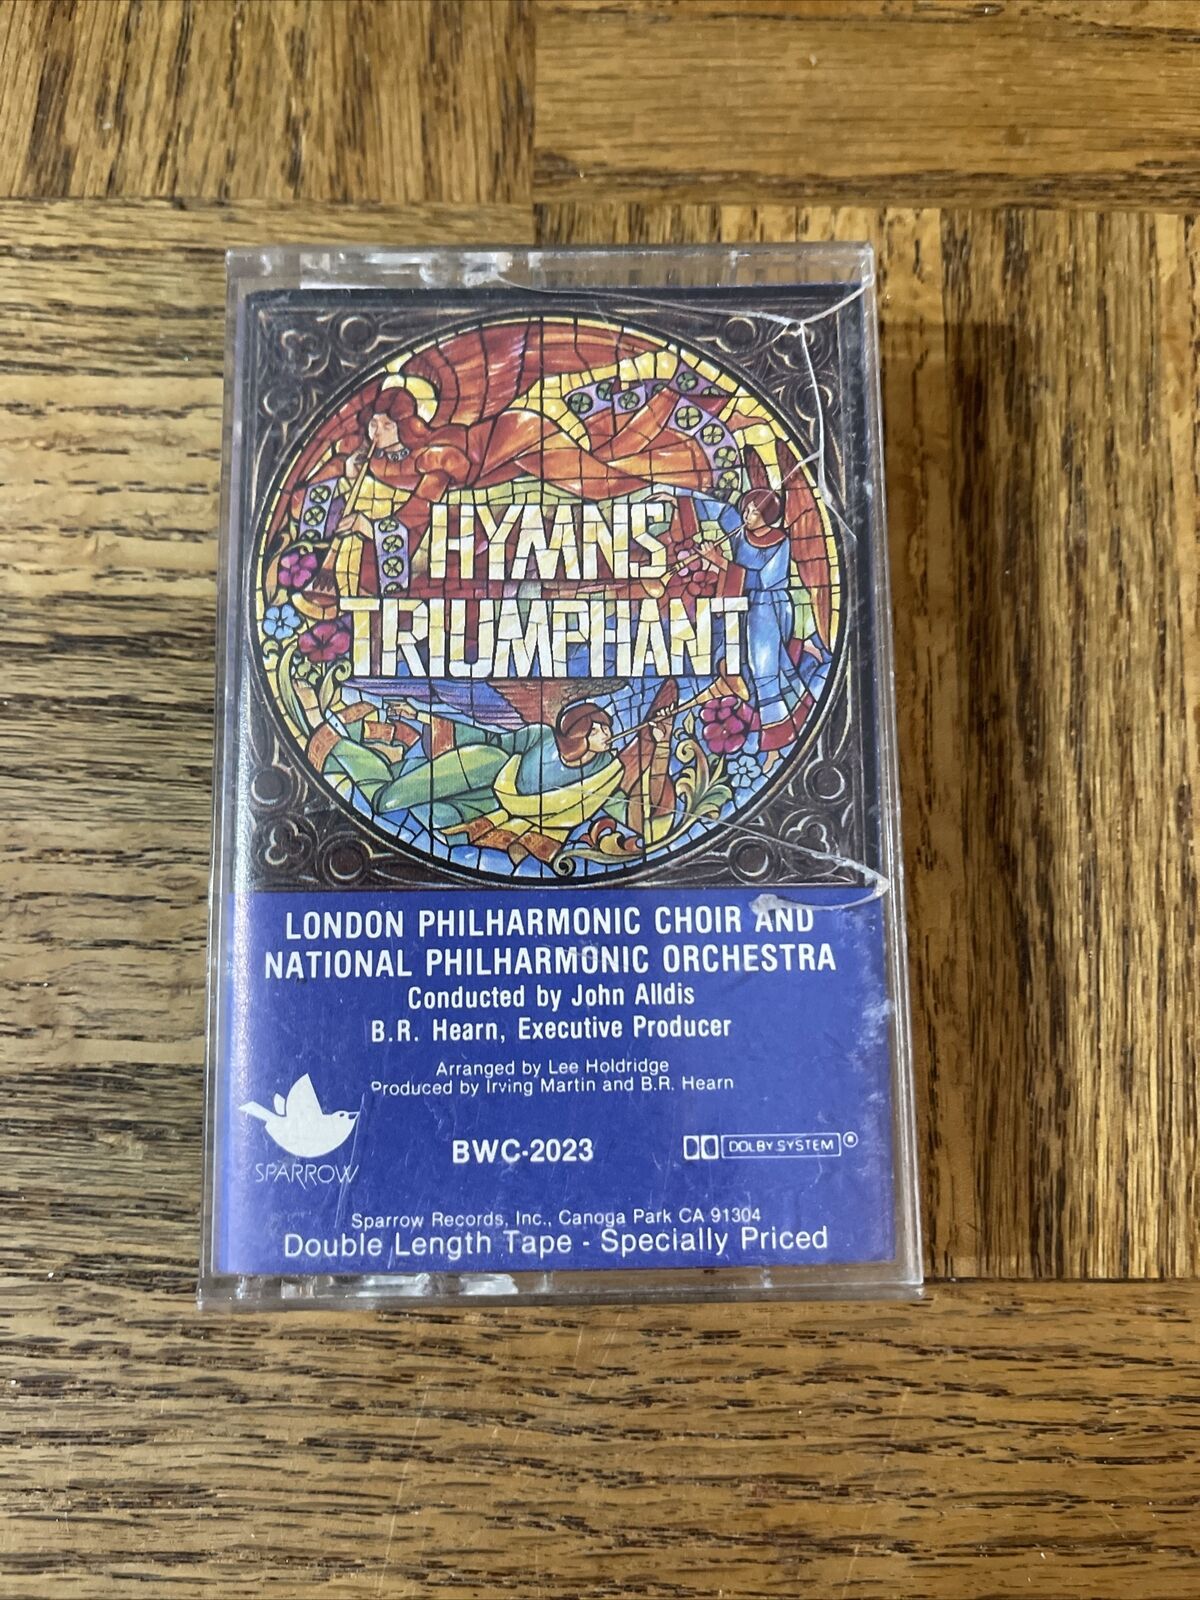 HYMNS
TRIUMPHANT
LONDON PHILHARMONIC CHOIR AND
NATIONAL PHILHARMONIC ORCHESTRA
Conducted by John Alldis
B.R. Hearn, Executive Producer
Arranged by Lee Holdridge
Produced by Irving Martin and B.R. Hearn
SPARROW
BWC-2023
DOLBY SYSTEM ®
Sparrow Records, Inc., Canoga Park CA 91304
Double Length Tape - Specially Priced